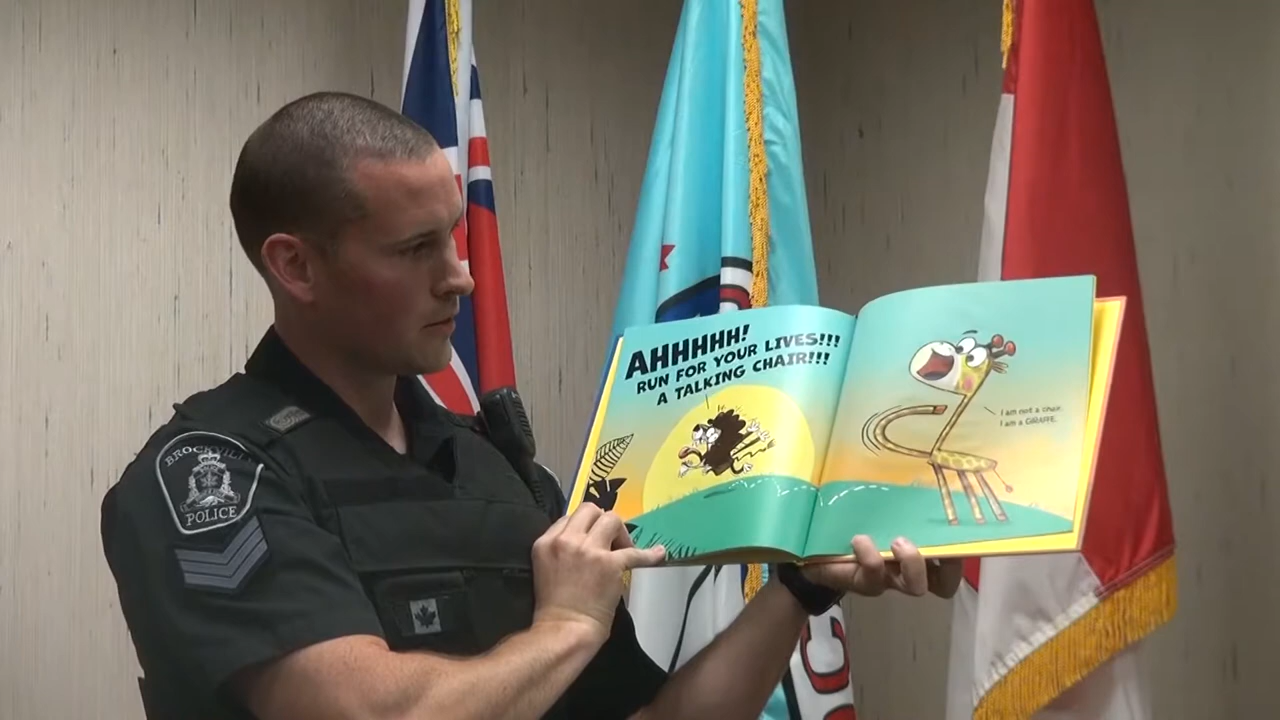 AHHHHH!
RUN FOR YOUR LIVES!!!
A TALKING CHAIR!!!
I am not a chair.
I am a GIRAFFE.
BROCKVILLE
POLICE